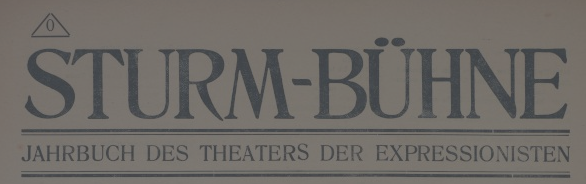 0
STURM-BÜHNE
JAHRBUCH DES THEATERS DER EXPRESSIONISTEN